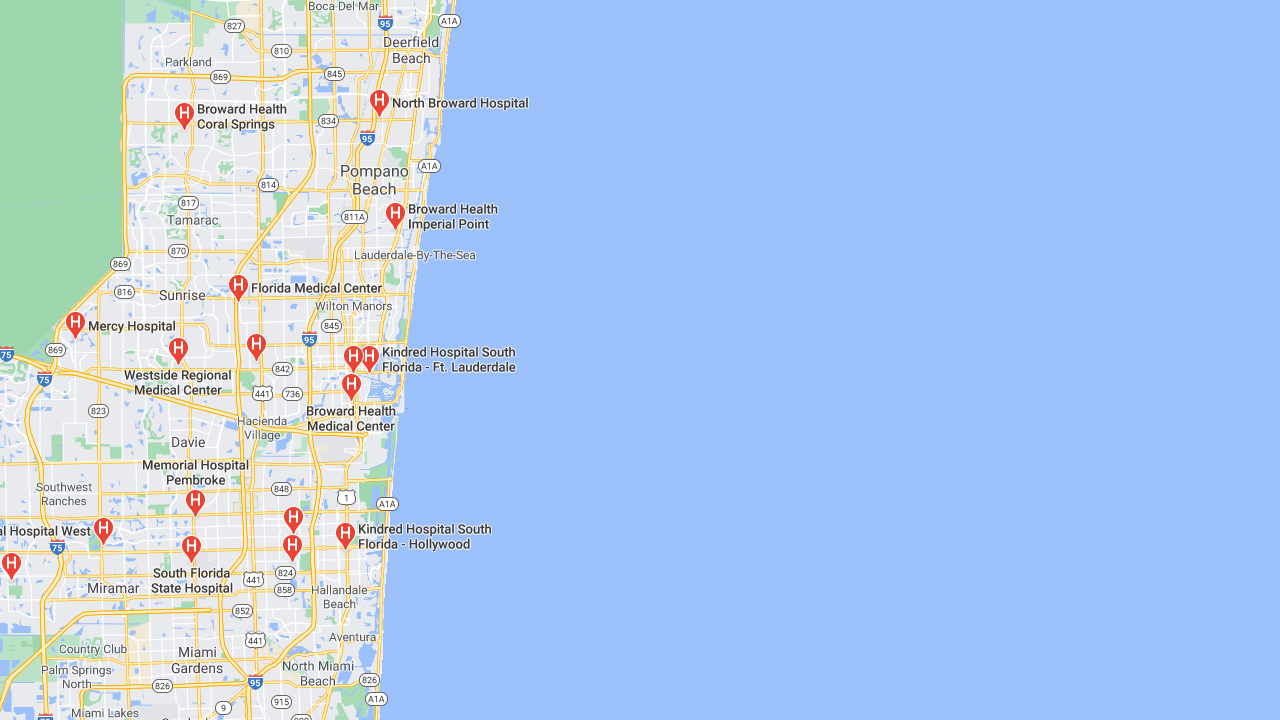 Boca Del Mar
95
A1A
827
Deerfield
Beach
810
Parkland
845
869
North Broward Hospital
Broward Health
Coral Springs
834
95
A1A
Pompano
Beach
814
817
Tamarac
811A
Broward Health
Imperial Point
870
Lauderdale-By-The-Sea
869
Florida Medical Center
816
Sunrise
Wilton Manors
Mercy Hospital
845
95
869
75
Kindred Hospital South
Florida - Ft. Lauderdale
842
75
Westside Regional
Medical Center
441
736
823
Broward Health
Medical Center
Hacienda
Village
Davie
Memorial Hospital
Pembroke
Southwest
Ranches
848
1
A1A
al Hospital West
Kindred Hospital South
Florida - Hollywood
75
South Florida
State Hospital
824
441
858
Miramar
Hallandale
Beach
852
441
Aventura
Country Club
Miami
Gardens
Palm Springs
North
North Miami
Beach
826
95
826
A1A
915
9
Miami Lakes